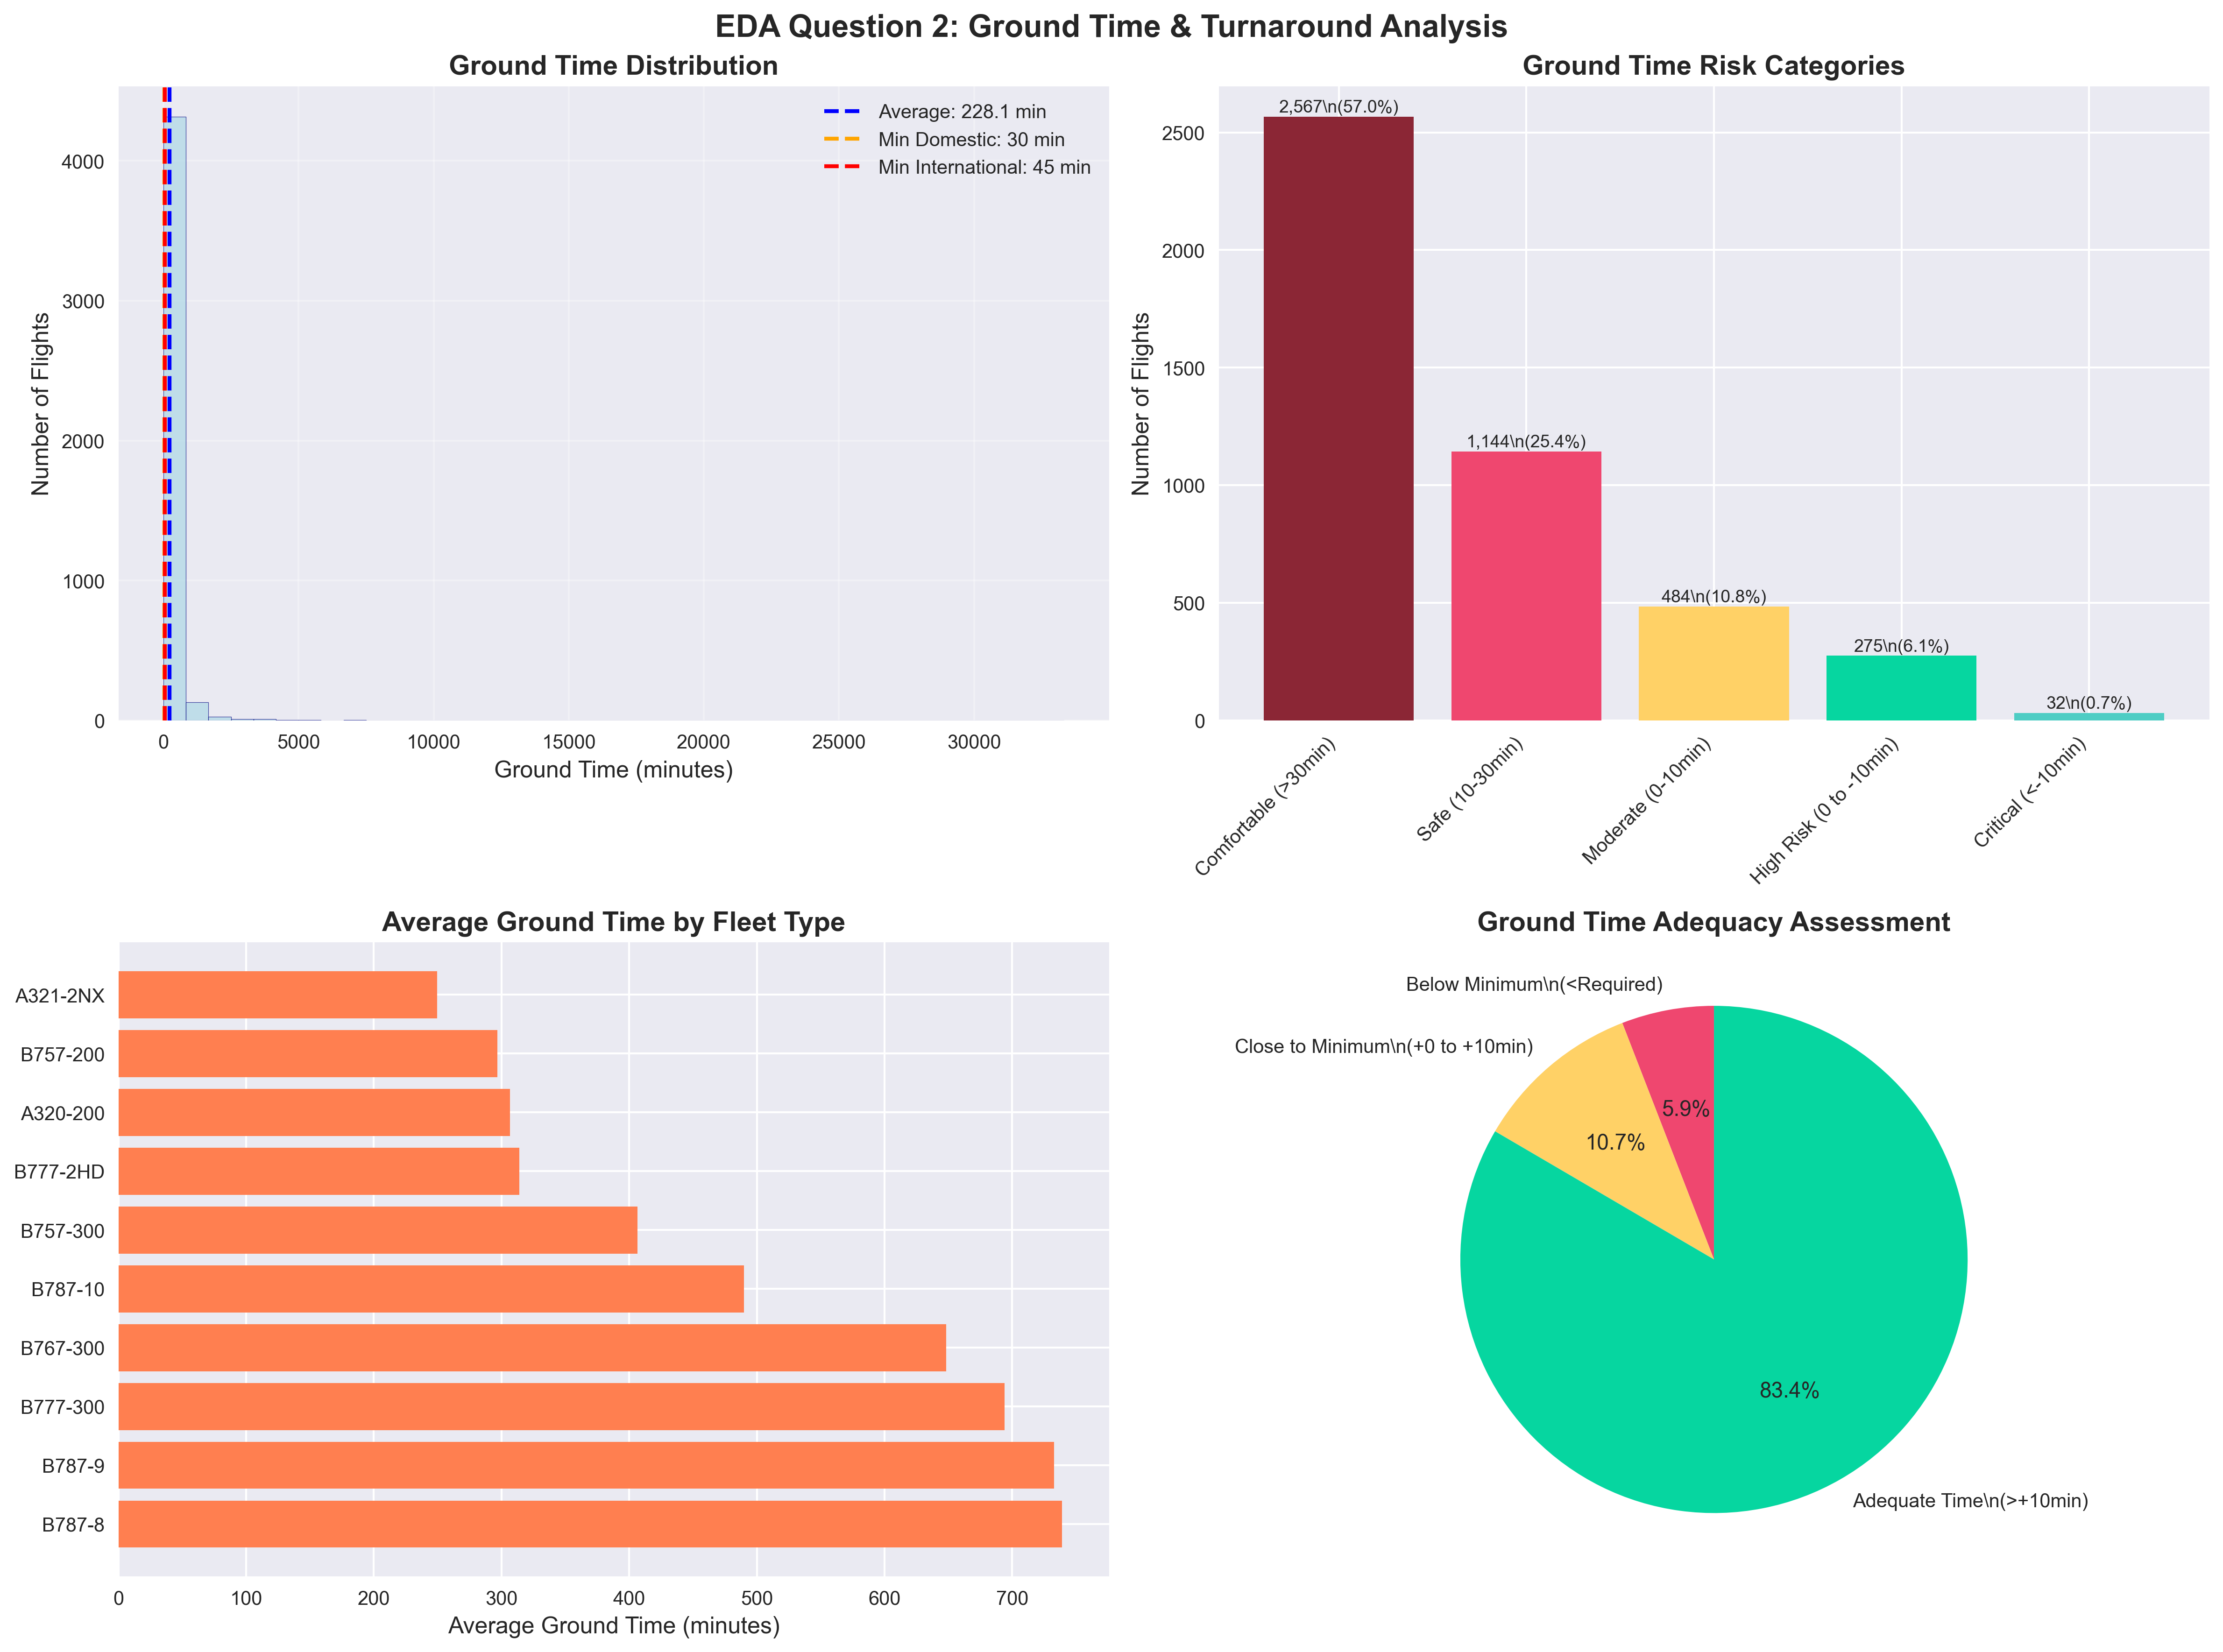 EDA Question 2: Ground Time & Turnaround Analysis
Ground Time Distribution
Number of Flights
4000
3000
2000
1000
0
Average: 228.1 min
Min Domestic: 30 min
Min International: 45 min
0
5000
10000
15000
20000
25000
30000
Ground Time (minutes)
Ground Time Risk Categories
Number of Flights
2500
2000
1500
1000
500
0
2,567\n(57.0%)
1,144\n(25.4%)
484\n(10.8%)
275\n(6.1%)
32\n(0.7%)
Comfortable (>30min)
Safe (10-30min)
Moderate (0-10min)
High Risk (0 to -10min)
Critical (<-10min)
Average Ground Time by Fleet Type
A321-2NX
B757-200
A320-200
B777-2HD
B757-300
B787-10
B767-300
B777-300
B787-9
B787-8
0
100
200
300
400
500
600
700
Average Ground Time (minutes)
Ground Time Adequacy Assessment
Below Minimum\n(<Required)
Close to Minimum\n(+0 to +10min)
5.9%
10.7%
83.4%
Adequate Time\n(>+10min)